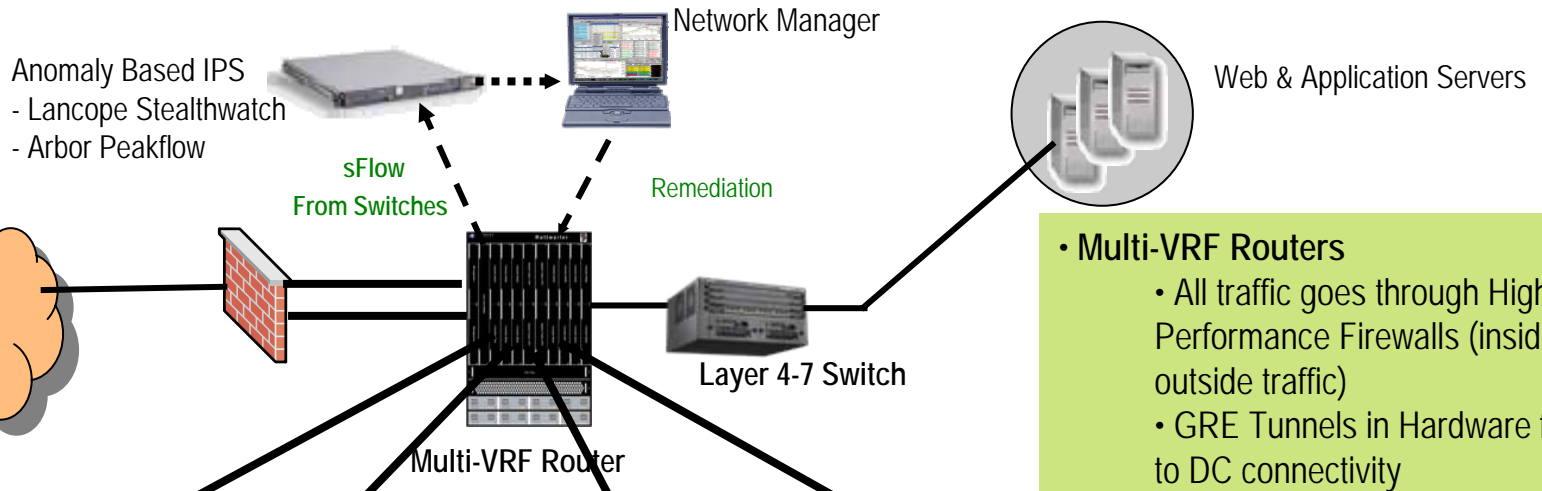 Network Manager
Anomaly Based IPS
- Lancope Stealthwatch
- Arbor Peakflow
Web & Application Servers
sFlow
From Switches
Remediation
• Multi-VRF Routers
• All traffic goes through High
Performance Firewalls (insid
outside traffic)
• GRE Tunnels in Hardware
to DC connectivity
Layer 4-7 Switch
Multi-VRF Router